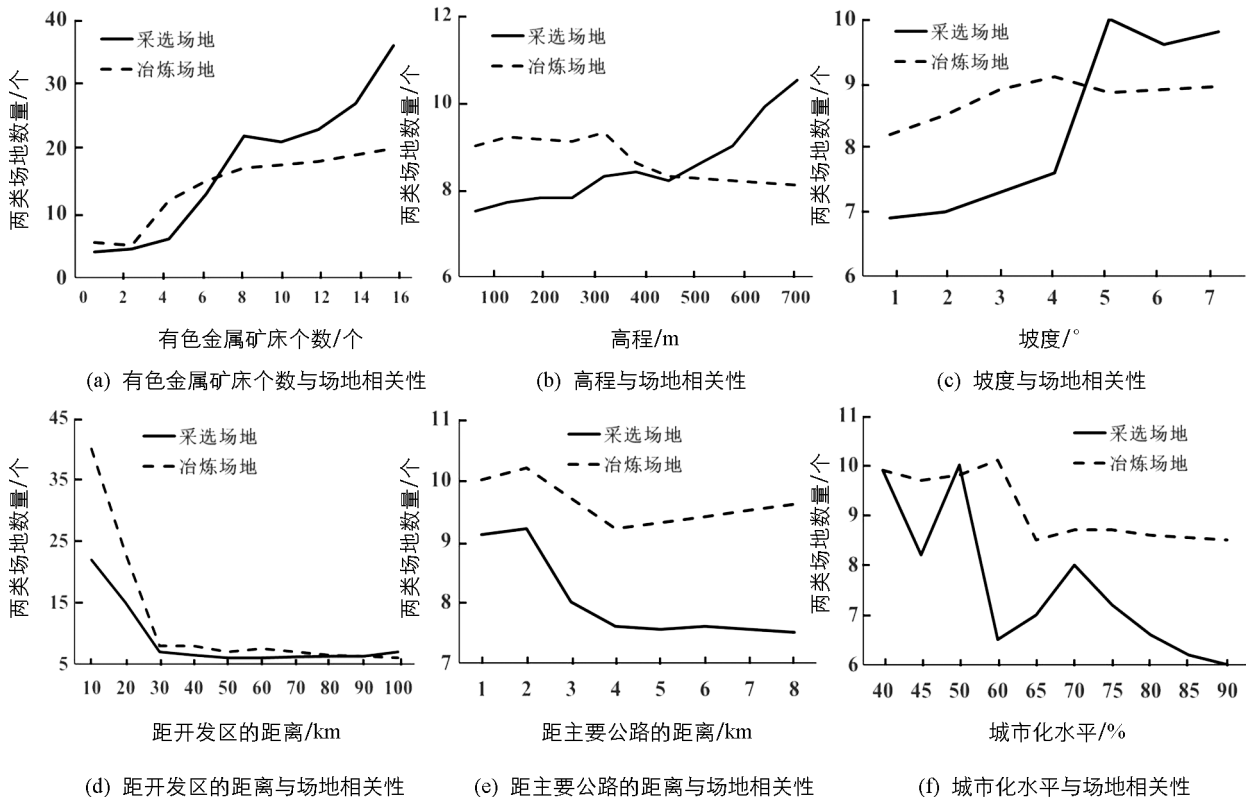 两类场地数量/个
40
30
20
10
0
采选场地
冶炼场地
0 2 4 6 8 10 12 14 16
有色金属矿床个数/个
(a) 有色金属矿床个数与场地相关性
两类场地数量/个
12
10
8
6
采选场地
冶炼场地
100 200 300 400 500 600 700
高程/m
(b) 高程与场地相关性
两类场地数量/个
10
9
8
7
6
采选场地
冶炼场地
1 2 3 4 5 6 7
坡度/°
(c) 坡度与场地相关性
两类场地数量/个
45
35
25
15
5
采选场地
冶炼场地
10 20 30 40 50 60 70 80 90 100
距开发区的距离/km
(d) 距开发区的距离与场地相关性
两类场地数量/个
11
10
9
8
7
采选场地
冶炼场地
1 2 3 4 5 6 7 8
距主要公路的距离/km
(e) 距主要公路的距离与场地相关性
两类场地数量/个
11
10
9
8
7
6
采选场地
冶炼场地
40 45 50 60 65 70 75 80 85 90
城市化水平/%
(f) 城市化水平与场地相关性